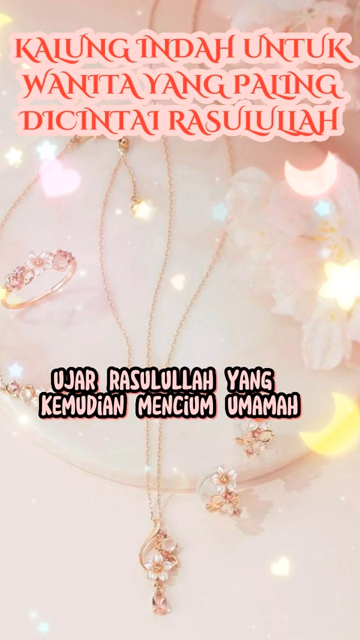 KALUNG INDAH UNTUK
WANITA YANG PALING
DICINTAI RASULULLAH
UJAR RASULULLAH YANG
KEMUDIAN MENCIUM UMAMAH